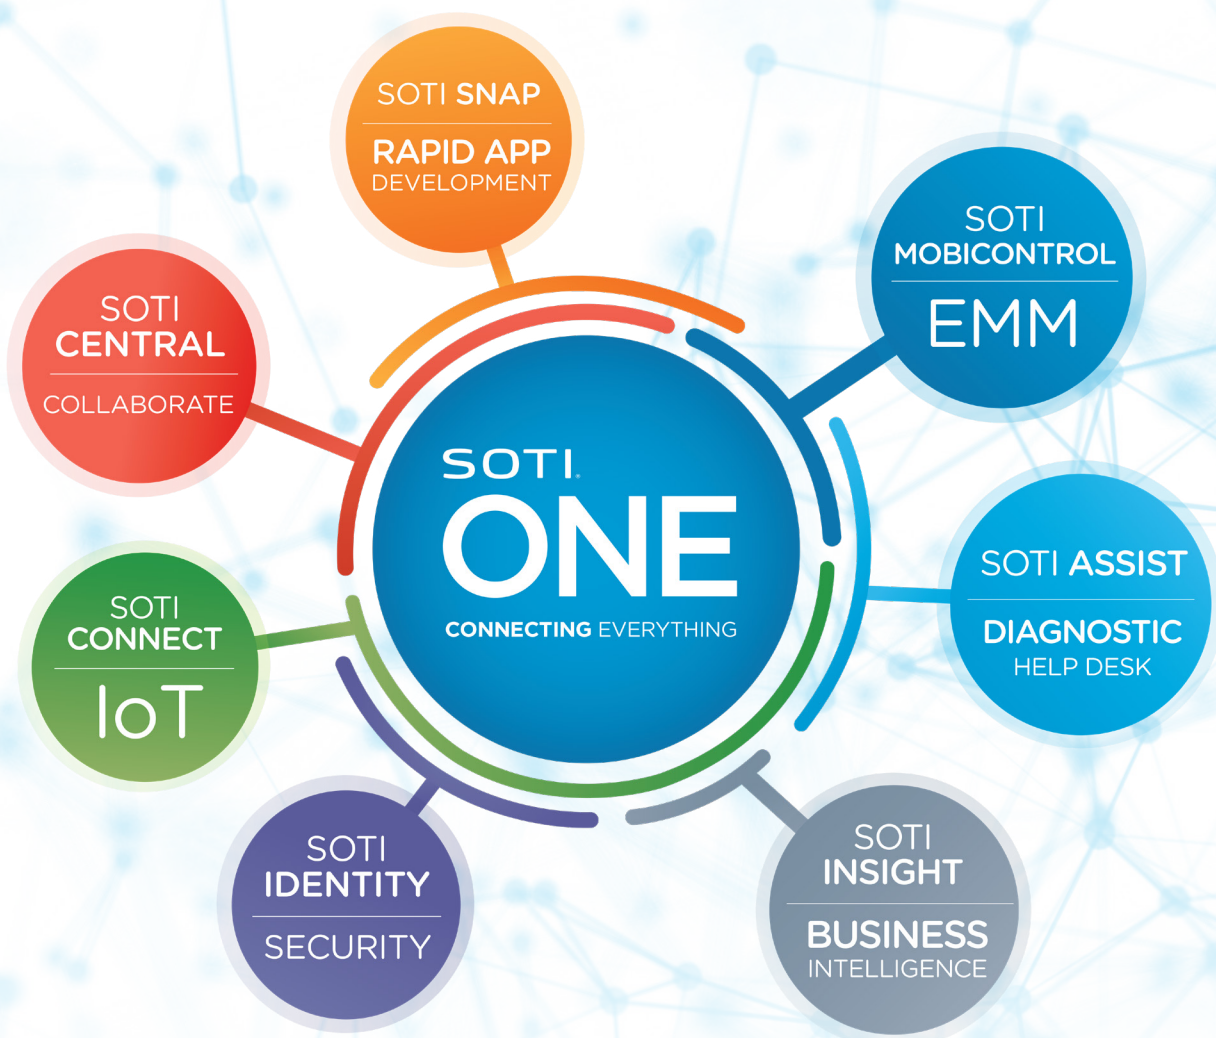 SOTI SNAP
RAPID APP
DEVELOPMENT
SOTI
MOBICONTROL
EMM
SOTI
CENTRAL
COLLABORATE
SOTI
ONE
CONNECTING EVERYTHING
SOTI ASSIST
DIAGNOSTIC
HELP DESK
SOTI
CONNECT
IoT
SOTI
IDENTITY
SECURITY
SOTI
INSIGHT
BUSINESS
INTELLIGENCE